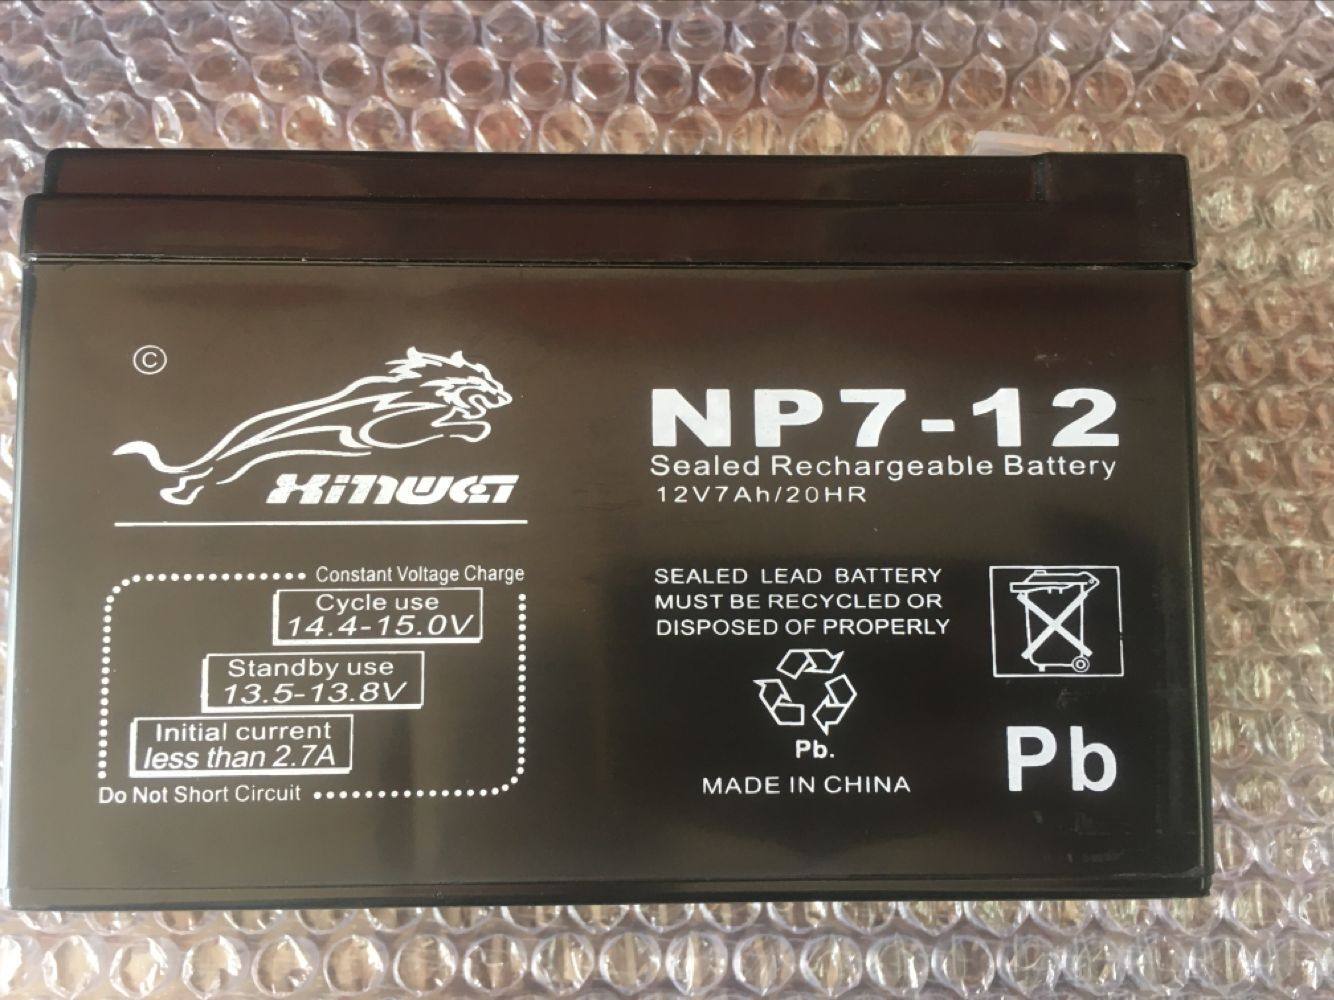 ©
XINWEI
NP7-12
Sealed Rechargeable Battery
12V7Ah/20HR
Constant Voltage Charge
Cycle use
14.4-15.0V
Standby use
13.5-13.8V
Initial current
less than 2.7A
Do Not Short Circuit
SEALED LEAD BATTERY
MUST BE RECYCLED OR
DISPOSED OF PROPERLY
Pb.
MADE IN CHINA
Pb